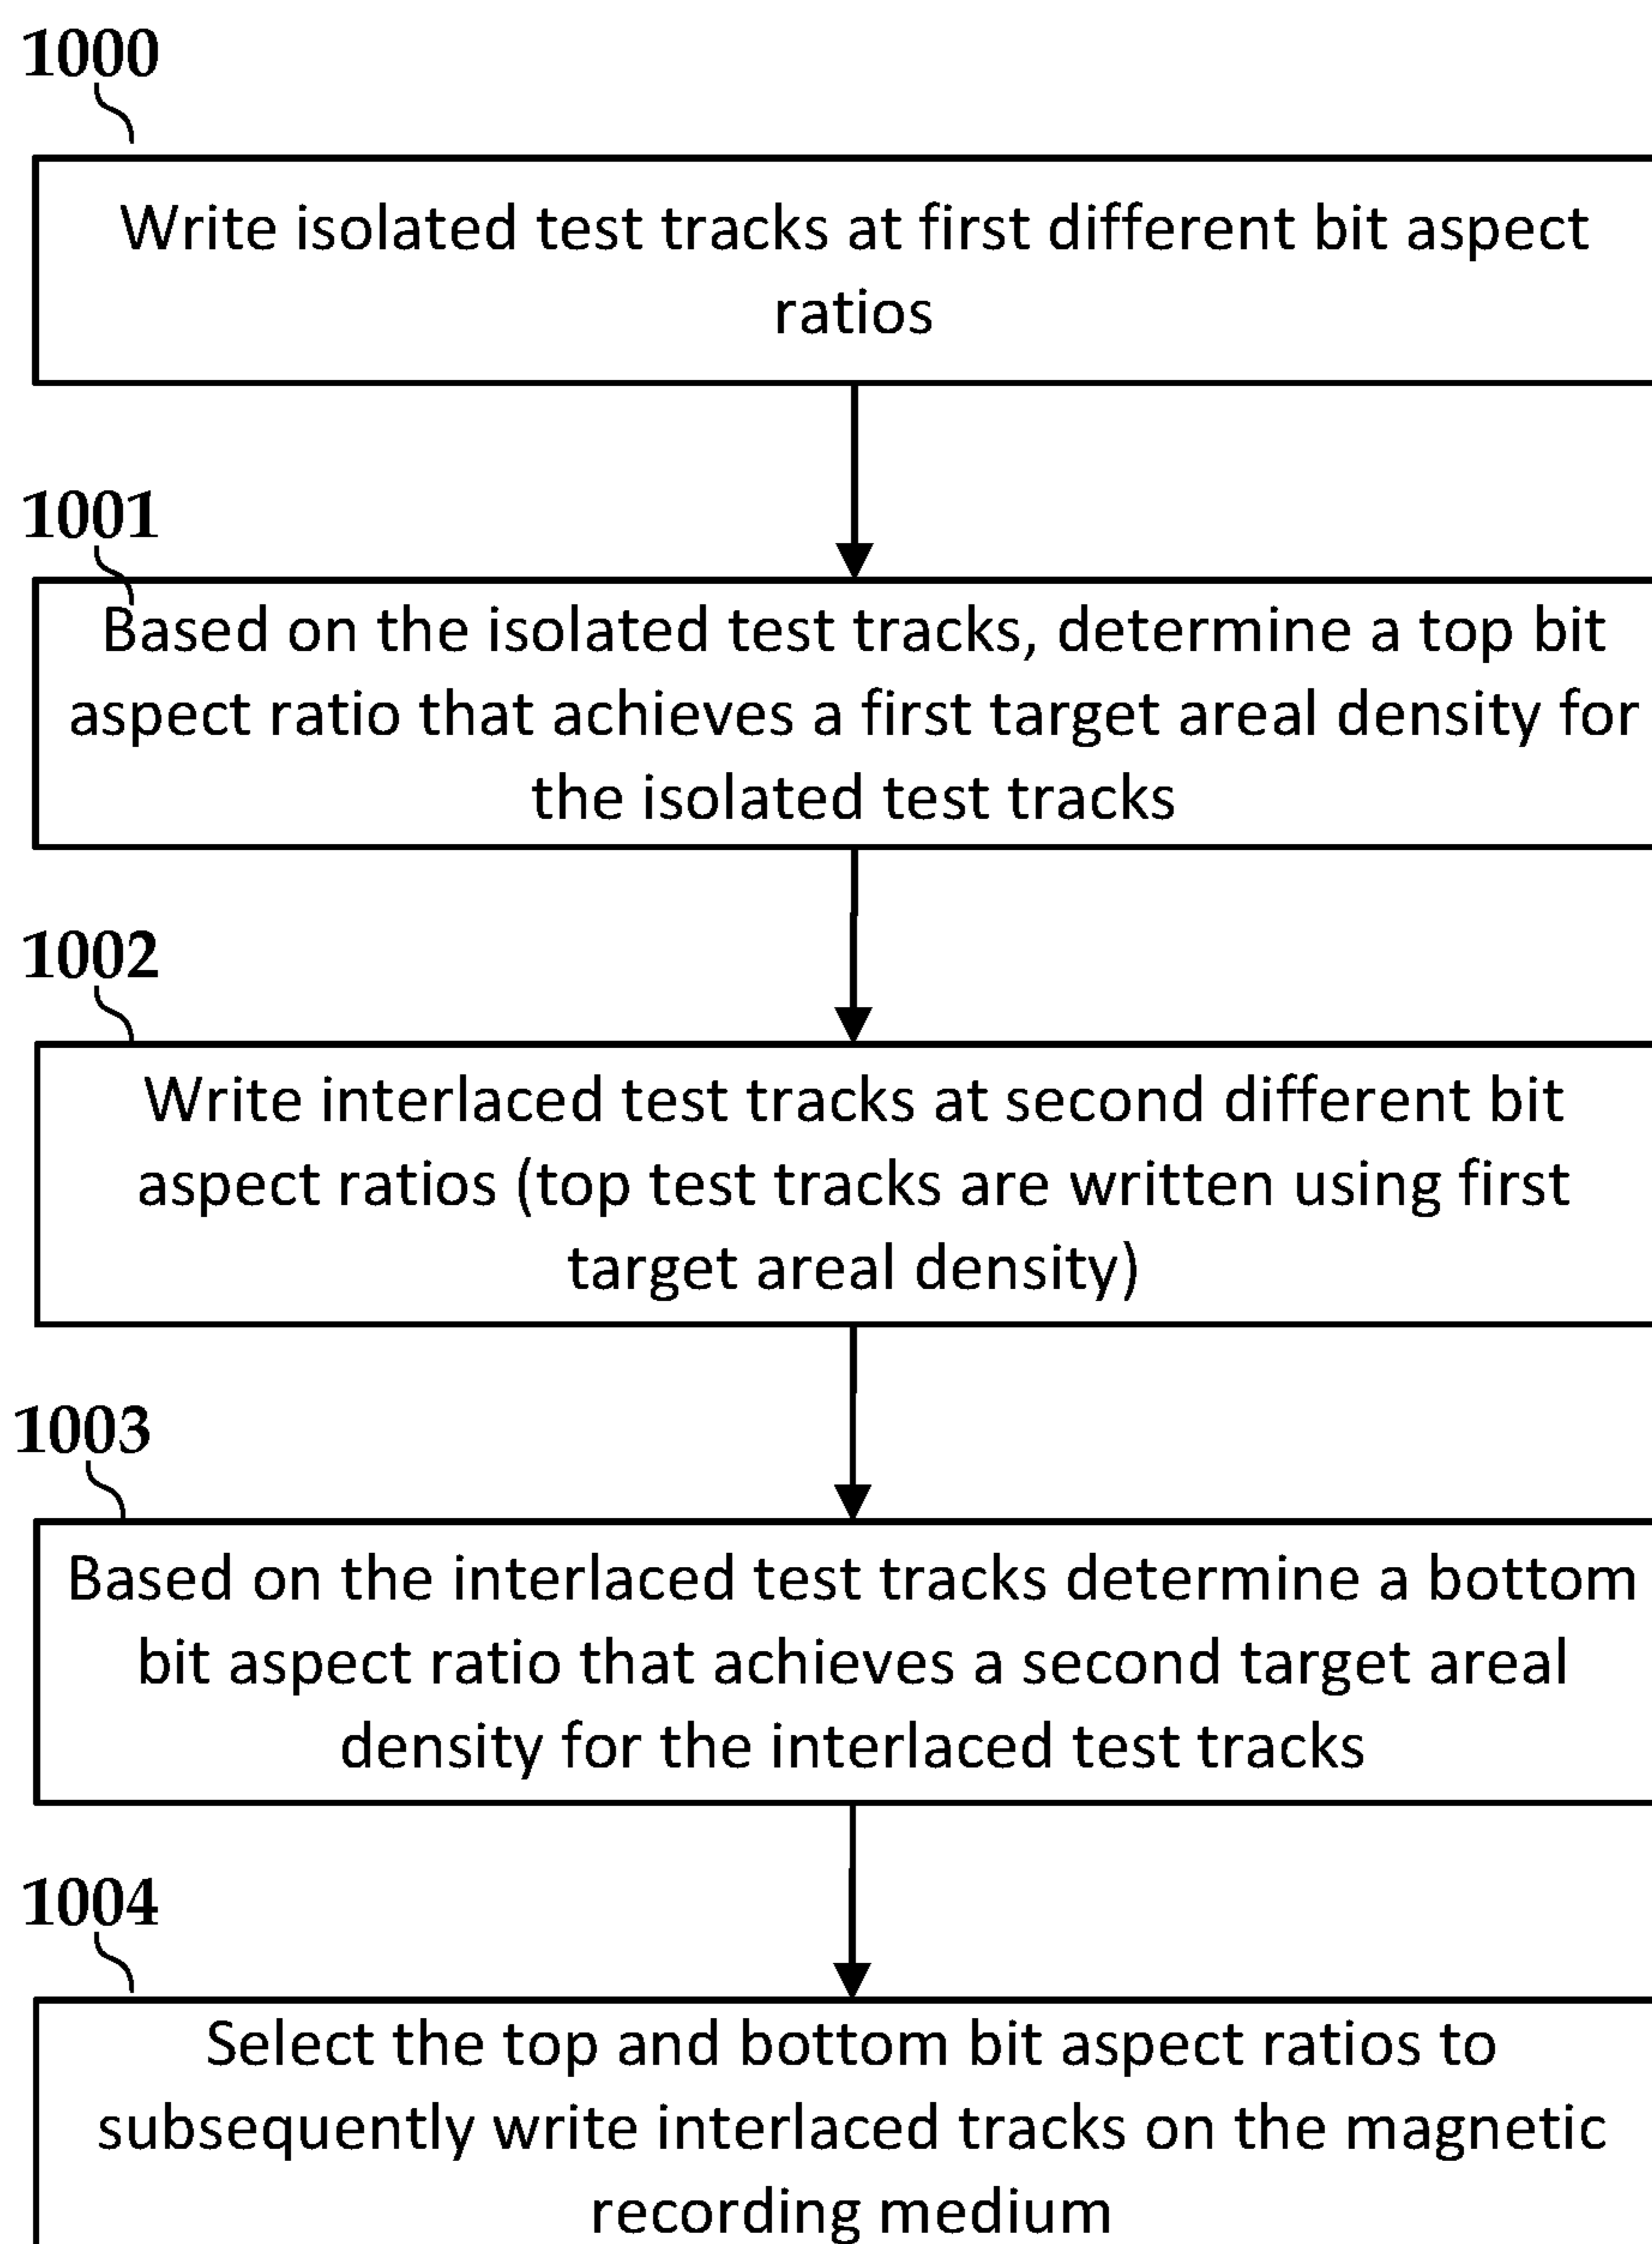 1000
Write isolated test tracks at first different bit aspect
ratios
1001
Based on the isolated test tracks, determine a top bit
aspect ratio that achieves a first target areal density for
the isolated test tracks
1002
Write interlaced test tracks at second different bit
aspect ratios (top test tracks are written using first
target areal density)
1003
Based on the interlaced test tracks determine a bottom
bit aspect ratio that achieves a second target areal
density for the interlaced test tracks
1004
Select the top and bottom bit aspect ratios to
subsequently write interlaced tracks on the magnetic
recording medium